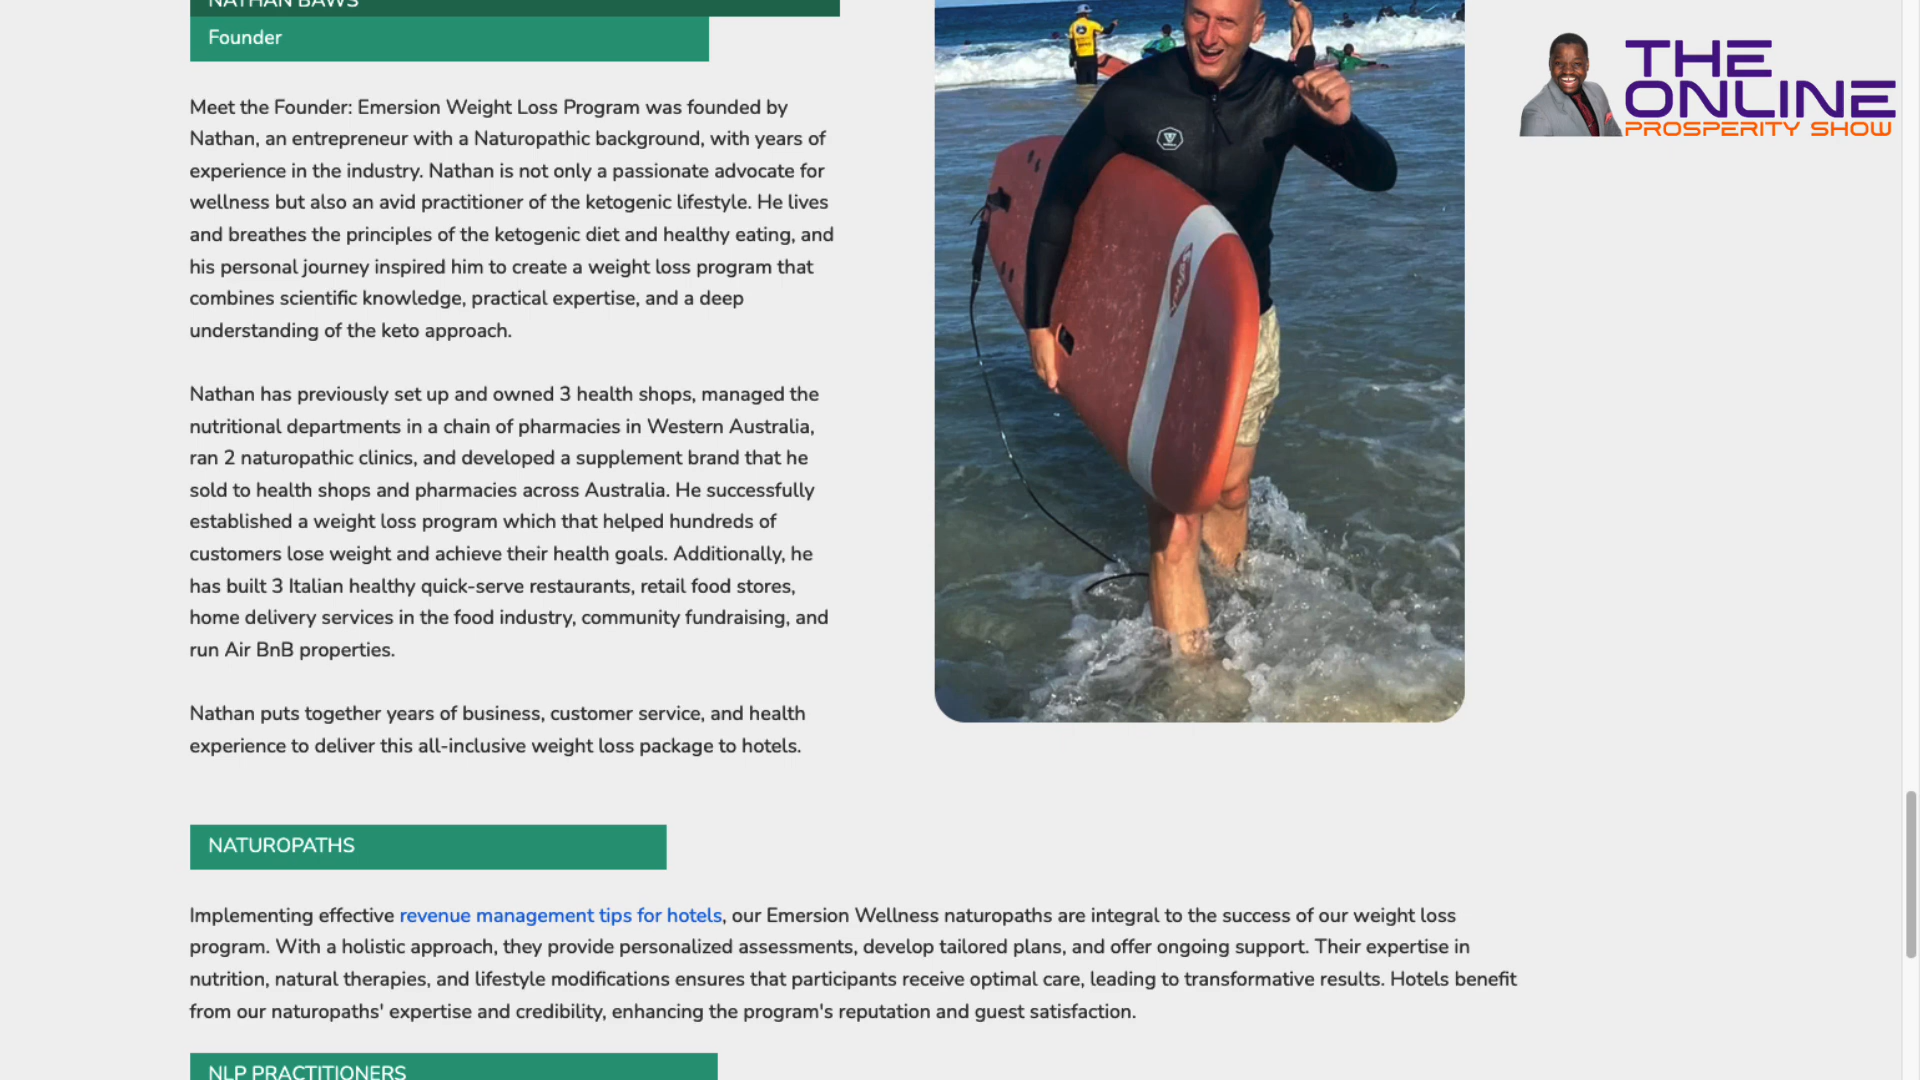 NATHAN BAWS
Founder
Meet the Founder: Emersion Weight Loss Program was founded by
Nathan, an entrepreneur with a Naturopathic background, with years of
experience in the industry. Nathan is not only a passionate advocate for
wellness but also an avid practitioner of the ketogenic lifestyle. He lives
and breathes the principles of the ketogenic diet and healthy eating, and
his personal journey inspired him to create a weight loss program that
combines scientific knowledge, practical expertise, and a deep
understanding of the keto approach.
Nathan has previously set up and owned 3 health shops, managed the
nutritional departments in a chain of pharmacies in Western Australia,
ran 2 naturopathic clinics, and developed a supplement brand that he
sold to health shops and pharmacies across Australia. He successfully
established a weight loss program which that helped hundreds of
customers lose weight and achieve their health goals. Additionally, he
has built 3 Italian healthy quick-serve restaurants, retail food stores,
home delivery services in the food industry, community fundraising, and
run Air BnB properties.
Nathan puts together years of business, customer service, and health
experience to deliver this all-inclusive weight loss package to hotels.
THE
ONLINE
PROSPERITY SHOW
NATUROPATHS
Implementing effective revenue management tips for hotels, our Emersion Wellness naturopaths are integral to the success of our weight loss
program. With a holistic approach, they provide personalized assessments, develop tailored plans, and offer ongoing support. Their expertise in
nutrition, natural therapies, and lifestyle modifications ensures that participants receive optimal care, leading to transformative results. Hotels benefit
from our naturopaths' expertise and credibility, enhancing the program's reputation and guest satisfaction.
NLP PRACTITIONERS